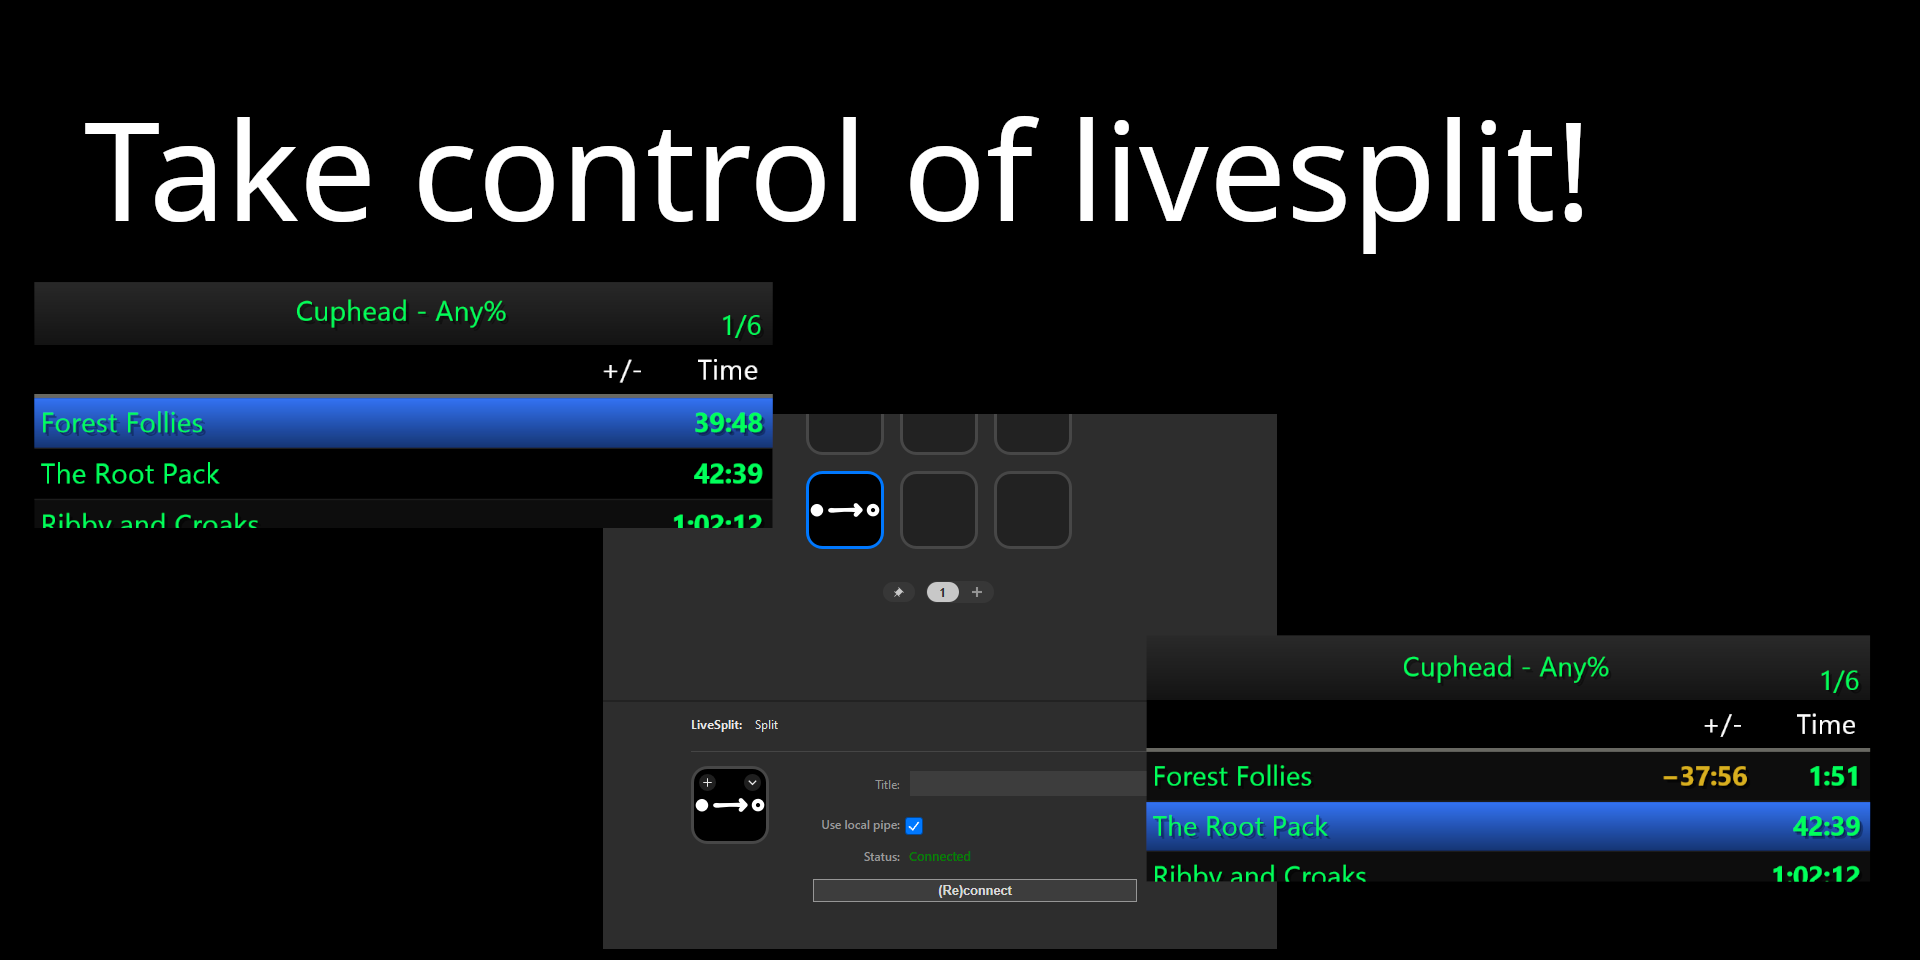 Take control of livesplit!
Cuphead - Any%
1/6
+/- Time
Forest Follies 39:48
The Root Pack 42:39
Ribby and Croaks 1:02:12
1
LiveSplit: Split
Title:
Use local pipe:
Status: Connected
(Re)connect
Cuphead - Any%
1/6
+/- Time
Forest Follies −37:56 1:51
The Root Pack 42:39
Ribby and Croaks 1:02:12